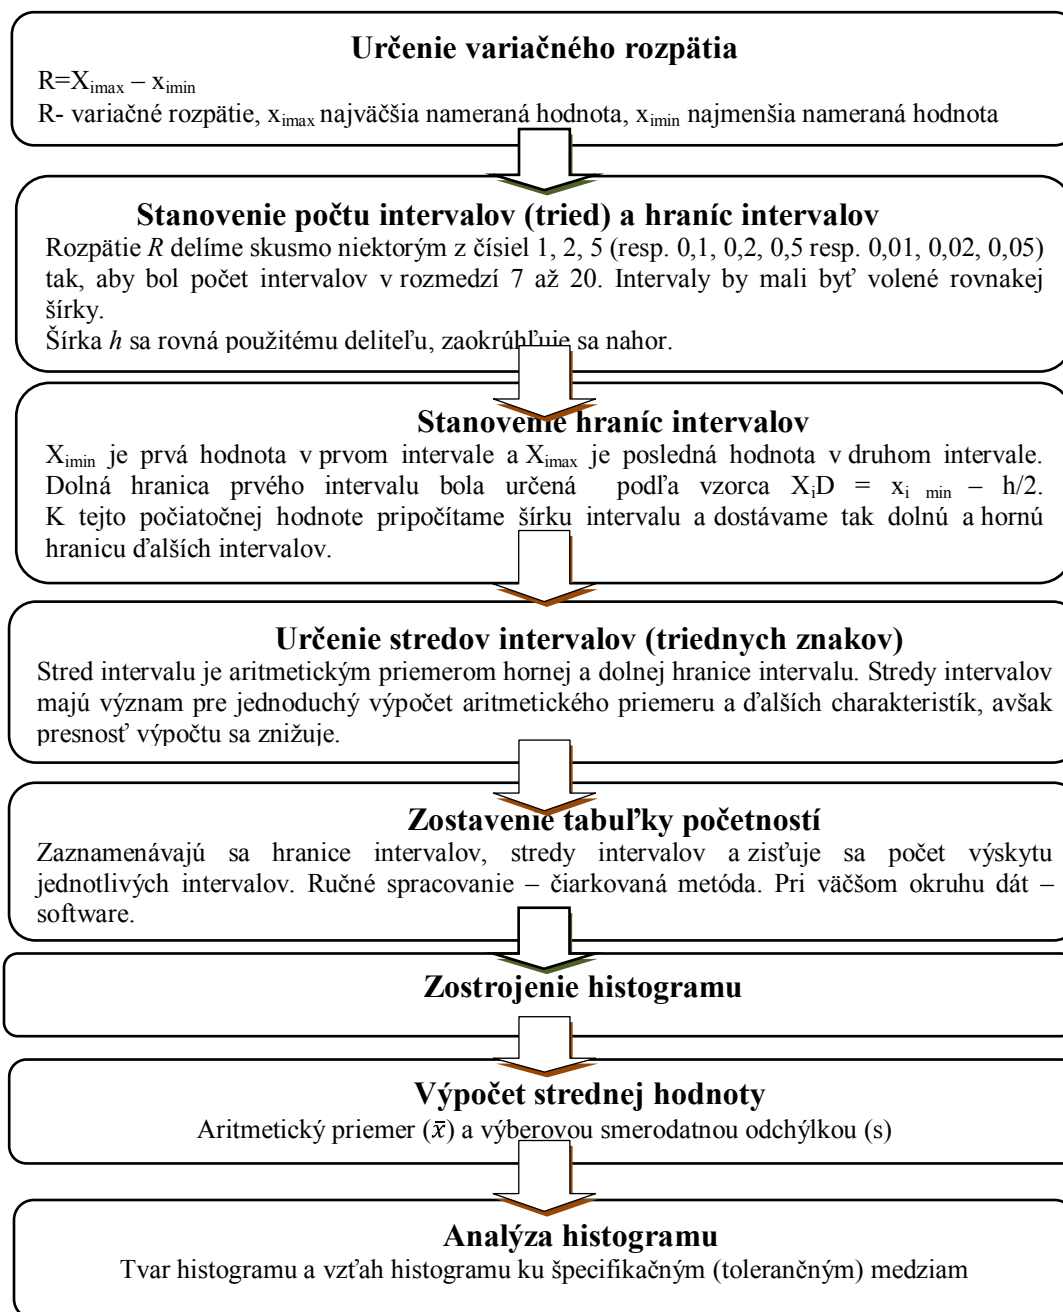 Určenie variačného rozpätia
R=Ximax – ximin
R- variačné rozpätie, ximax najväčšia nameraná hodnota, ximin najmenšia nameraná hodnota
Stanovenie počtu intervalov (tried) a hraníc intervalov
Rozpätie R delíme skusmo niektorým z čísiel 1, 2, 5 (resp. 0,1, 0,2, 0,5 resp. 0,01, 0,02, 0,05)
tak, aby bol počet intervalov v rozmedzí 7 až 20. Intervaly by mali byť volené rovnakej
šírky.
Šírka h sa rovná použitému deliteľu, zaokrúhľuje sa nahor.
Stanovenie hraníc intervalov
Ximin je prvá hodnota v prvom intervale a Ximax je posledná hodnota v druhom intervale.
Dolná hranica prvého intervalu bola určená podľa vzorca XiD = xi min – h/2.
K tejto počiatočnej hodnote pripočítame šírku intervalu a dostávame tak dolnú a hornú
hranicu ďalších intervalov.
Určenie stredov intervalov (triednych znakov)
Stred intervalu je aritmetickým priemerom hornej a dolnej hranice intervalu. Stredy intervalov
majú význam pre jednoduchý výpočet aritmetického priemeru a ďalších charakteristík, avšak
presnosť výpočtu sa znižuje.
Zostavenie tabuľky početností
Zaznamenávajú sa hranice intervalov, stredy intervalov a zisťuje sa počet výskytu
jednotlivých intervalov. Ručné spracovanie – čiarkovaná metóda. Pri väčšom okruhu dát –
software.
Zostrojenie histogramu
Výpočet strednej hodnoty
Aritmetický priemer (x̄) a výberovou smerodatnou odchýlkou (s)
Analýza histogramu
Tvar histogramu a vzťah histogramu ku špecifikačným (tolerančným) medziam